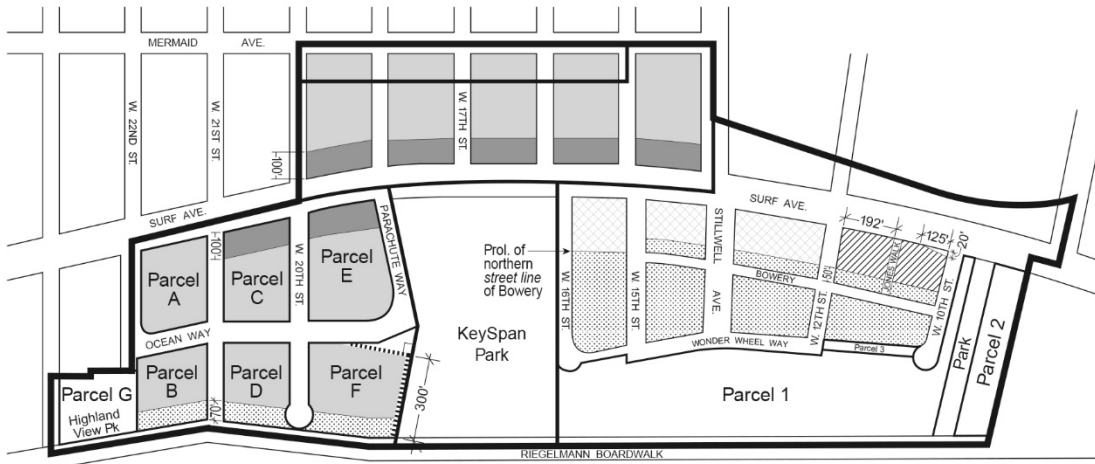 MERMAID AVE.
W. 22ND ST.
W. 21ST ST.
W. 17TH ST.
100'
SURF AVE.
SURF AVE.
PARACHUTE WAY
100'
W. 20TH ST.
Parcel
A
Parcel
C
Parcel
E
Prol. of
northern
street line
of Bowery
W. 16TH ST.
W. 15TH ST.
STILLWELL AVE.
BOWERY
192'
125'
20'
JONES WALK
50'
W. 12TH ST.
W. 10TH ST.
OCEAN WAY
KeySpan
Park
WONDER WHEEL WAY
Parcel 3
Park
Parcel 2
Parcel G
Highland
View Pk
Parcel
B
Parcel
D
Parcel
F
70'
300'
Parcel 1
RIEGELMANN BOARDWALK